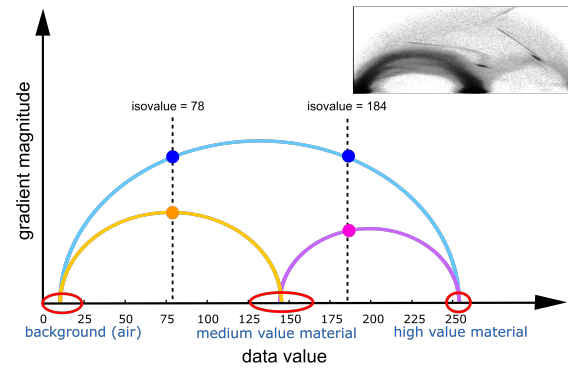 isovalue = 78
isovalue = 184
gradient magnitude
0 25 50 75 100 125 150 175 200 225 250
background (air)
medium value material
high value material
data value